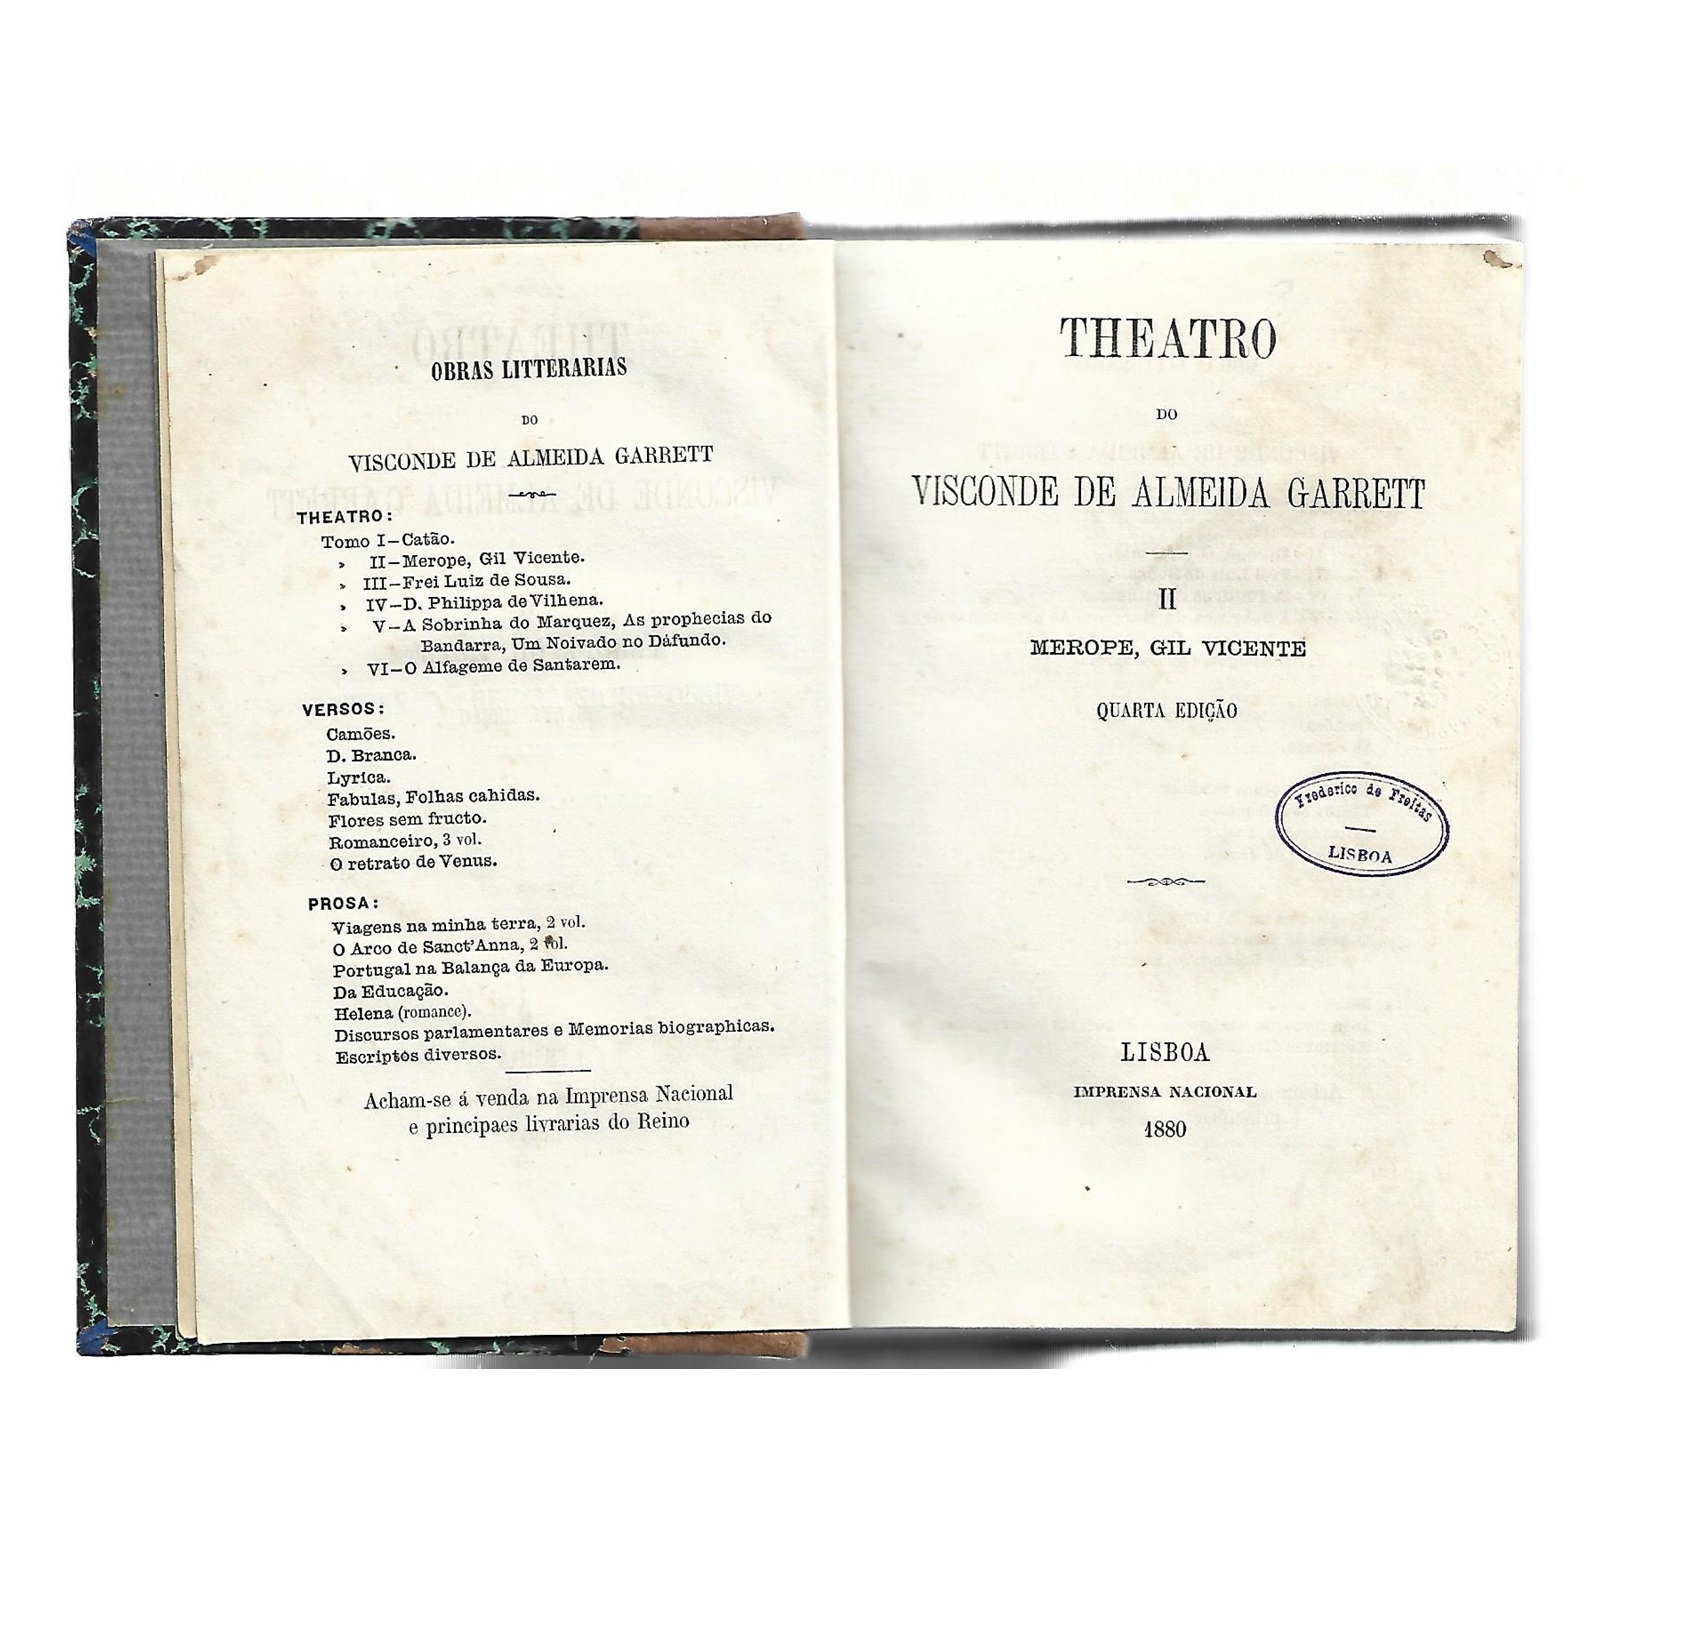 OBRAS LITTERARIAS
DO
VISCONDE DE ALMEIDA GARRETT
THEATRO:
Tomo I—Catão.
» II—Merope, Gil Vicente.
» III—Frei Luiz de Sousa.
» IV—D. Philippa de Vilhena.
» V—A Sobrinha do Marquez, As prophecias do
Bandarra, Um Noivado no Dáfundo.
» VI—O Alfageme de Santarem.
VERSOS:
Camões.
D. Branca.
Lyrica.
Fabulas, Folhas cahidas.
Flores sem fructo.
Romanceiro, 3 vol.
O retrato de Venus.
PROSA:
Viagens na minha terra, 2 vol.
O Arco de Sanct'Anna, 2 vol.
Portugal na Balança da Europa.
Da Educação.
Helena (romance).
Discursos parlamentares e Memorias biographicas.
Escriptos diversos.
Acham-se á venda na Imprensa Nacional
e principaes livrarias do Reino
THEATRO
DO
VISCONDE DE ALMEIDA GARRETT
II
MEROPE, GIL VICENTE
QUARTA EDIÇÃO
Frederico de Freitas
LISBOA
LISBOA
IMPRENSA NACIONAL
1880